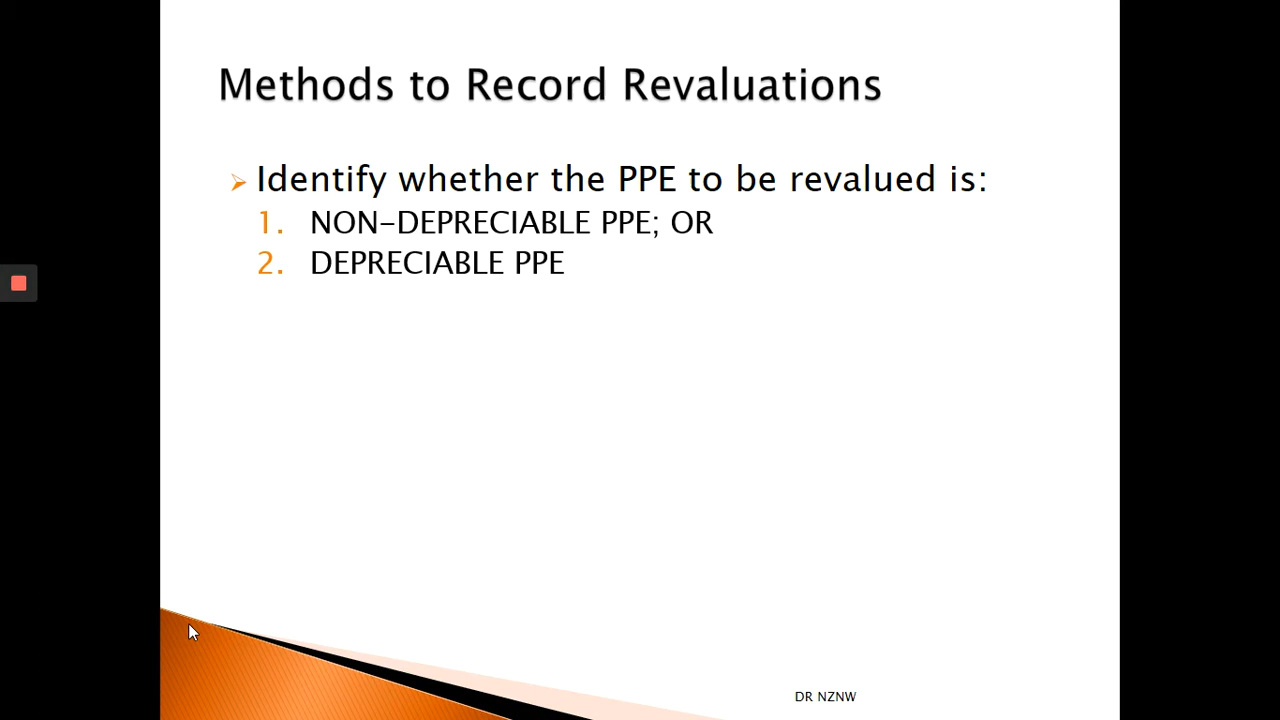 Methods to Record Revaluations
Identify whether the PPE to be revalued is:
1. NON-DEPRECIABLE PPE; OR
2. DEPRECIABLE PPE
DR NZNW